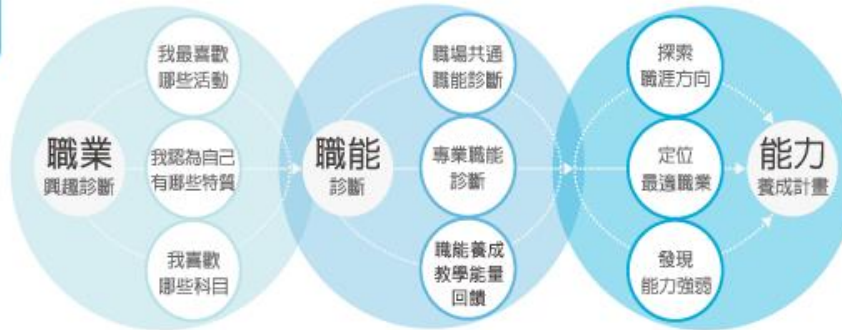 職業
興趣診斷
我最喜歡
哪些活動
我認為自己
有哪些特質
我喜歡
哪些科目
職能
診斷
職場共通
職能診斷
專業職能
診斷
職能養成
教學能量
回饋
探索
職涯方向
定位
最適職業
發現
能力強弱
能力
養成計畫